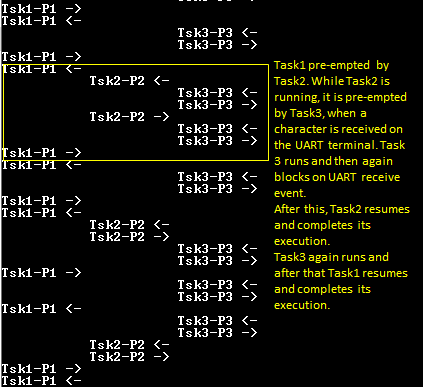 Tsk1-P1 ->
Tsk1-P1 <-
Tsk3-P3 <-
Tsk3-P3 ->
Tsk1-P1 ->
Tsk1-P1 <-
Tsk2-P2 <-
Tsk3-P3 <-
Tsk3-P3 ->
Tsk2-P2 ->
Tsk3-P3 <-
Tsk3-P3 ->
Tsk1-P1 ->
Tsk1-P1 <-
Tsk3-P3 <-
Tsk3-P3 ->
Tsk1-P1 ->
Tsk1-P1 <-
Tsk2-P2 <-
Tsk2-P2 ->
Tsk3-P3 <-
Tsk3-P3 ->
Tsk1-P1 ->
Tsk3-P3 <-
Tsk3-P3 ->
Tsk1-P1 <-
Tsk3-P3 <-
Tsk3-P3 ->
Tsk2-P2 <-
Tsk2-P2 ->
Tsk1-P1 ->
Tsk1-P1 <-
Task1 pre-empted by
Task2. While Task2 is
running, it is pre-empted
by Task3, when a
character is received on
the UART terminal. Task
3 runs and then again
blocks on UART receive
event.
After this, Task2 resumes
and completes its
execution.
Task3 again runs and
after that Task1 resumes
and completes its
execution.